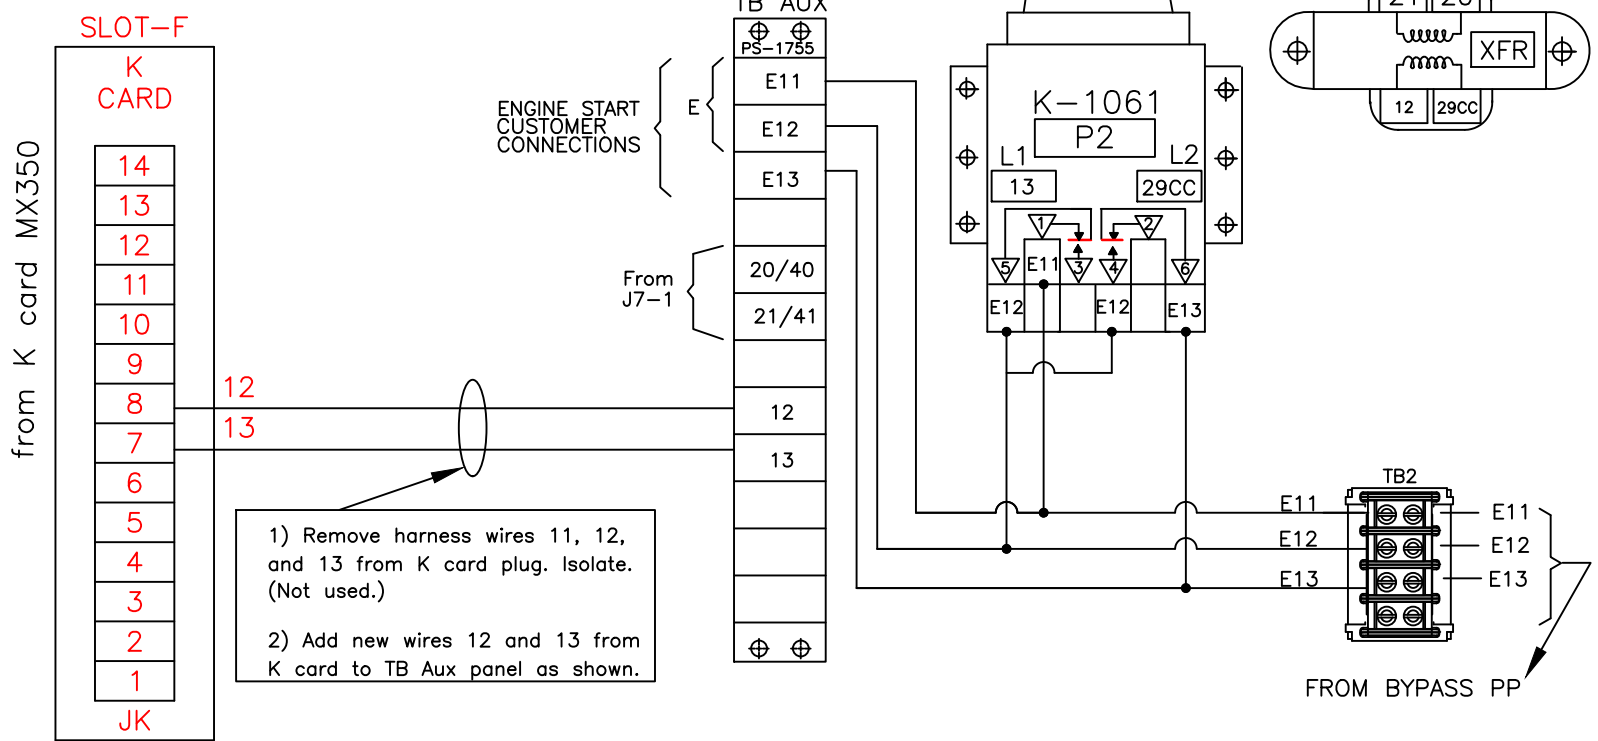 SLOT-F
K
CARD
14
13
12
11
10
9
8
7
6
5
4
3
2
1
JK
from K card MX350
12
13
1) Remove harness wires 11, 12,
and 13 from K card plug. Isolate.
(Not used.)
2) Add new wires 12 and 13 from
K card to TB Aux panel as shown.
ENGINE START
CUSTOMER
CONNECTIONS
E
From
J7-1
TB AUX
PS-1755
E11
E12
E13
20/40
21/41
12
13
K-1061
P2
L1
L2
13
29CC
1
2
5
E11
3
4
6
E12
E12
E13
XFR
12
29CC
TB2
E11
E12
E13
E11
E12
E13
FROM BYPASS PP